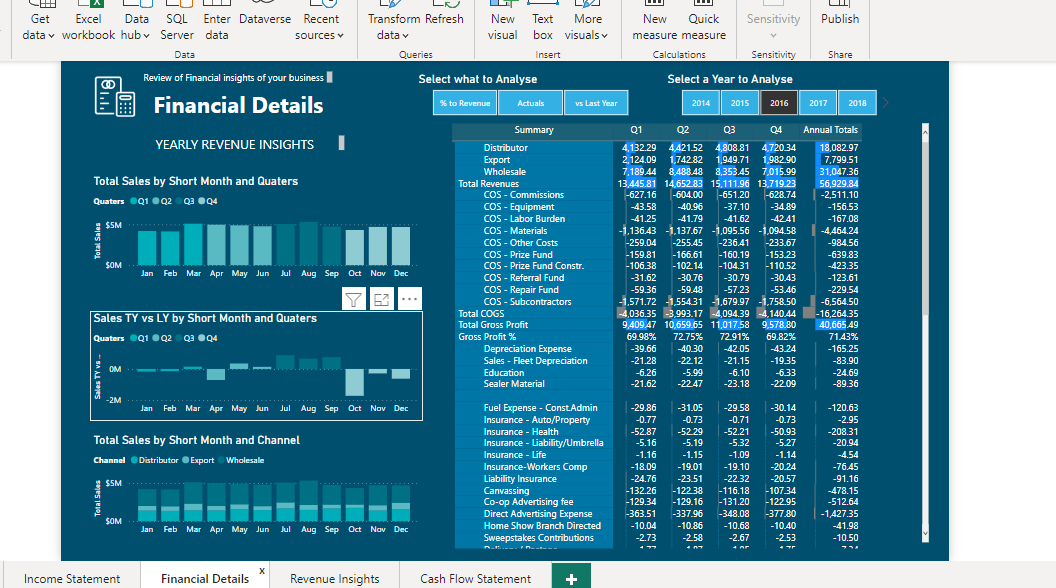 Get data
Excel workbook
Data hub
SQL Server
Enter data
Dataverse
Recent sources
Transform data
Refresh
New visual
Text box
More visuals
New measure
Quick measure
Sensitivity
Publish
Data
Queries
Insert
Calculations
Sensitivity
Share
Review of Financial insights of your business
Financial Details
YEARLY REVENUE INSIGHTS
Select what to Analyse
% to Revenue
Actuals
vs Last Year
Select a Year to Analyse
2014 2015 2016 2017 2018
Total Sales by Short Month and Quaters
Quaters Q1 Q2 Q3 Q4
Total Sales
$5M
$0M
Jan Feb Mar Apr May Jun Jul Aug Sep Oct Nov Dec
Sales TY vs LY by Short Month and Quaters
Quaters Q1 Q2 Q3 Q4
Sales TY vs ...
0M
-2M
Jan Feb Mar Apr May Jun Jul Aug Sep Oct Nov Dec
Total Sales by Short Month and Channel
Channel Distributor Export Wholesale
Total Sales
$5M
$0M
Jan Feb Mar Apr May Jun Jul Aug Sep Oct Nov Dec
Summary Q1 Q2 Q3 Q4 Annual Totals
Distributor 4,132.29 4,421.52 4,808.81 4,720.34 18,082.97
Export 2,124.09 1,742.82 1,949.71 1,982.90 7,799.51
Wholesale 7,189.44 8,488.48 8,353.45 7,015.99 31,047.36
Total Revenues 13,445.81 14,652.83 15,111.96 13,719.23 56,929.84
COS - Commissions -627.16 -604.00 -651.20 -628.74 -2,511.10
COS - Equipment -43.58 -40.96 -37.10 -34.89 -156.53
COS - Labor Burden -41.25 -41.79 -41.62 -42.41 -167.08
COS - Materials -1,136.43 -1,137.67 -1,095.56 -1,094.58 -4,464.24
COS - Other Costs -259.04 -255.45 -236.41 -233.67 -984.56
COS - Prize Fund -159.81 -166.61 -160.19 -153.23 -639.83
COS - Prize Fund Constr. -106.38 -102.14 -104.31 -110.52 -423.35
COS - Referral Fund -31.62 -30.76 -30.79 -30.43 -123.61
COS - Repair Fund -59.36 -59.48 -57.23 -53.46 -229.54
COS - Subcontractors -1,571.72 -1,554.31 -1,679.97 -1,758.50 -6,564.50
Total COGS -4,036.35 -3,993.17 -4,094.39 -4,140.44 -16,264.35
Total Gross Profit 9,409.47 10,659.65 11,017.58 9,578.80 40,665.49
Gross Profit % 69.98% 72.75% 72.91% 69.82% 71.43%
Depreciation Expense -39.66 -40.30 -42.05 -43.24 -165.25
Sales - Fleet Depreciation -21.28 -22.12 -21.15 -19.35 -83.90
Education -6.26 -5.99 -6.10 -6.33 -24.69
Sealer Material -21.62 -22.47 -23.18 -22.09 -89.36
Fuel Expense - Const.Admin -29.86 -31.05 -29.58 -30.14 -120.63
Insurance - Auto/Property -0.77 -0.73 -0.71 -0.73 -2.95
Insurance - Health -52.87 -52.29 -52.21 -50.93 -208.31
Insurance - Liability/Umbrella -5.16 -5.19 -5.32 -5.27 -20.94
Insurance - Life -1.16 -1.15 -1.09 -1.14 -4.54
Insurance-Workers Comp -18.09 -19.01 -19.10 -20.24 -76.45
Liability Insurance -24.76 -23.51 -22.32 -20.57 -91.16
Canvassing -132.26 -122.38 -116.18 -107.34 -478.15
Co-op Advertising fee -129.34 -129.16 -131.20 -122.95 -512.64
Direct Advertising Expense -363.51 -337.96 -348.08 -377.80 -1,427.35
Home Show Branch Directed -10.04 -10.86 -10.68 -10.40 -41.98
Sweepstakes Contributions -2.73 -2.58 -2.67 -2.53 -10.50
Income Statement
Financial Details x
Revenue Insights
Cash Flow Statement
+